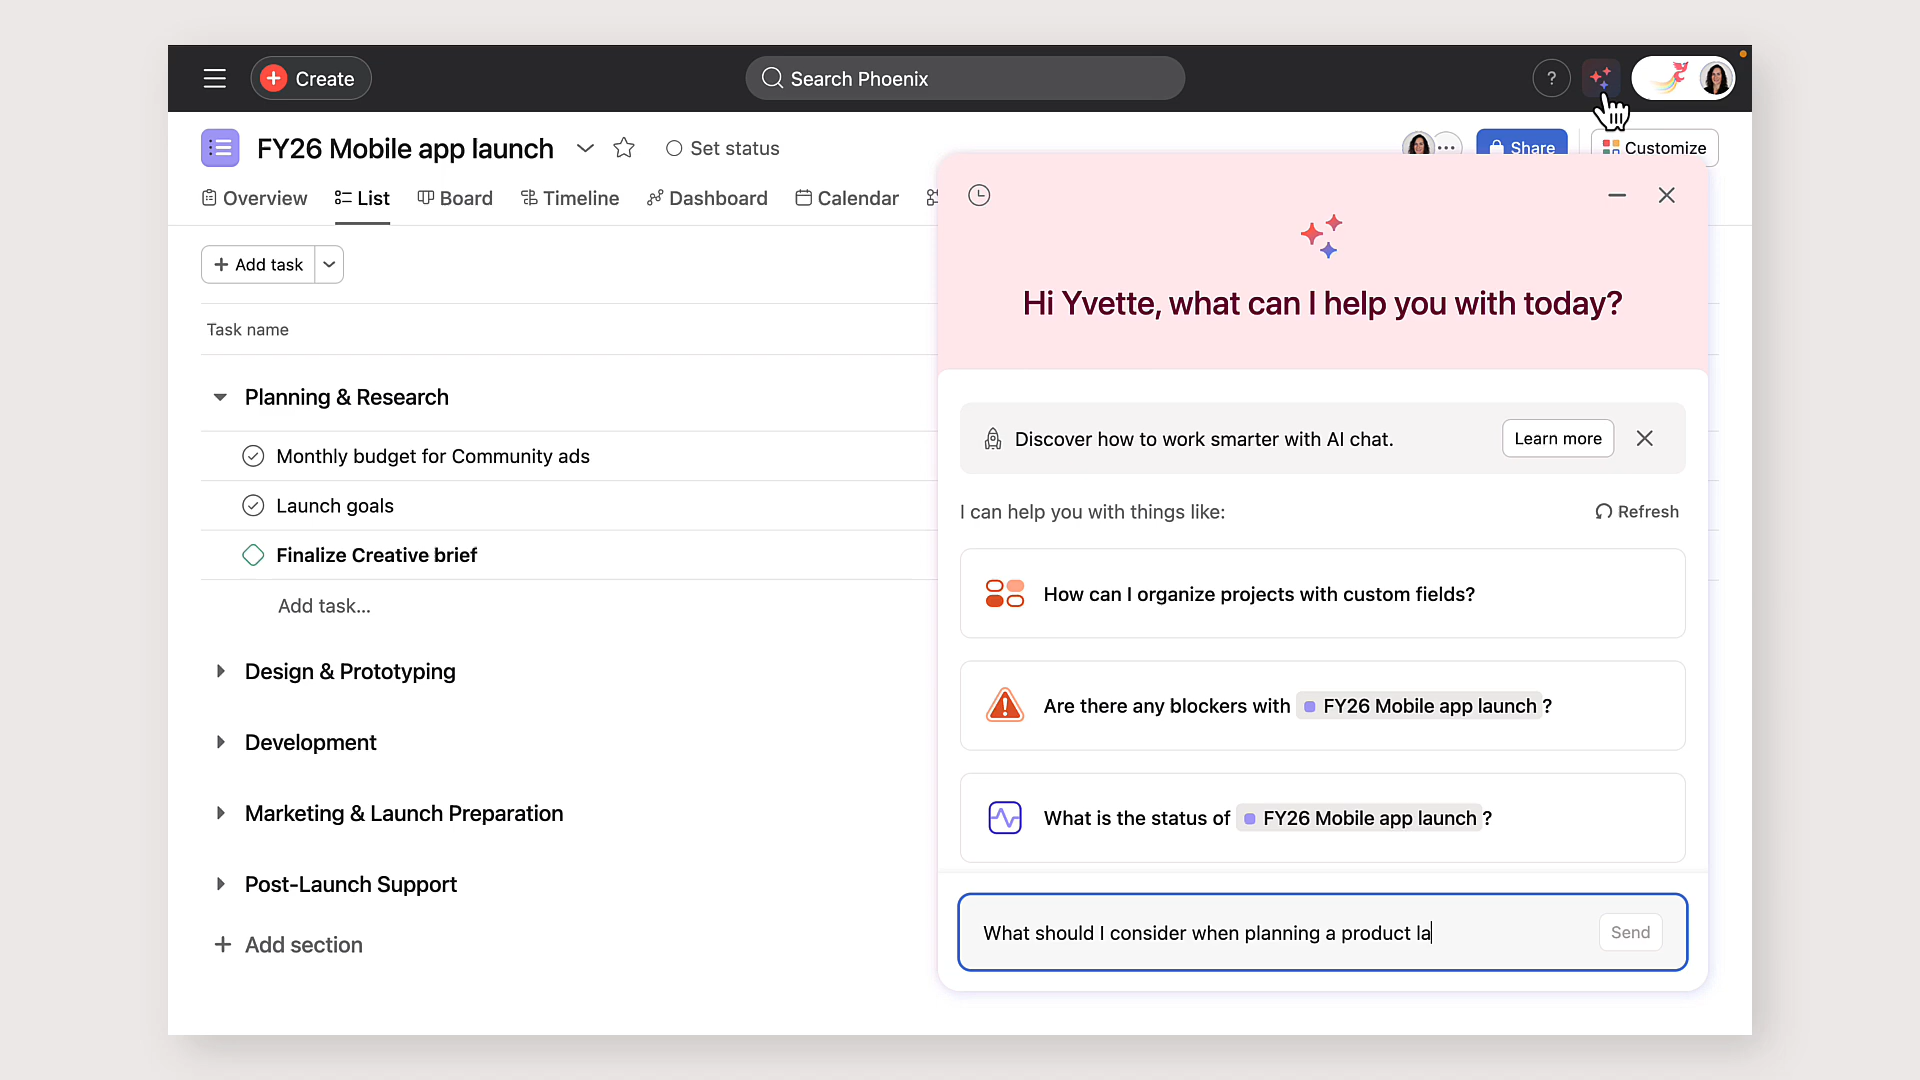 Create
Search Phoenix
?
FY26 Mobile app launch
Set status
Share
Customize
Overview
List
Board
Timeline
Dashboard
Calendar
Add task
Task name
Planning & Research
Monthly budget for Community ads
Launch goals
Finalize Creative brief
Add task...
Design & Prototyping
Development
Marketing & Launch Preparation
Post-Launch Support
Add section
Hi Yvette, what can I help you with today?
Discover how to work smarter with AI chat.
Learn more
I can help you with things like:
Refresh
How can I organize projects with custom fields?
Are there any blockers with FY26 Mobile app launch ?
What is the status of FY26 Mobile app launch ?
What should I consider when planning a product la
Send